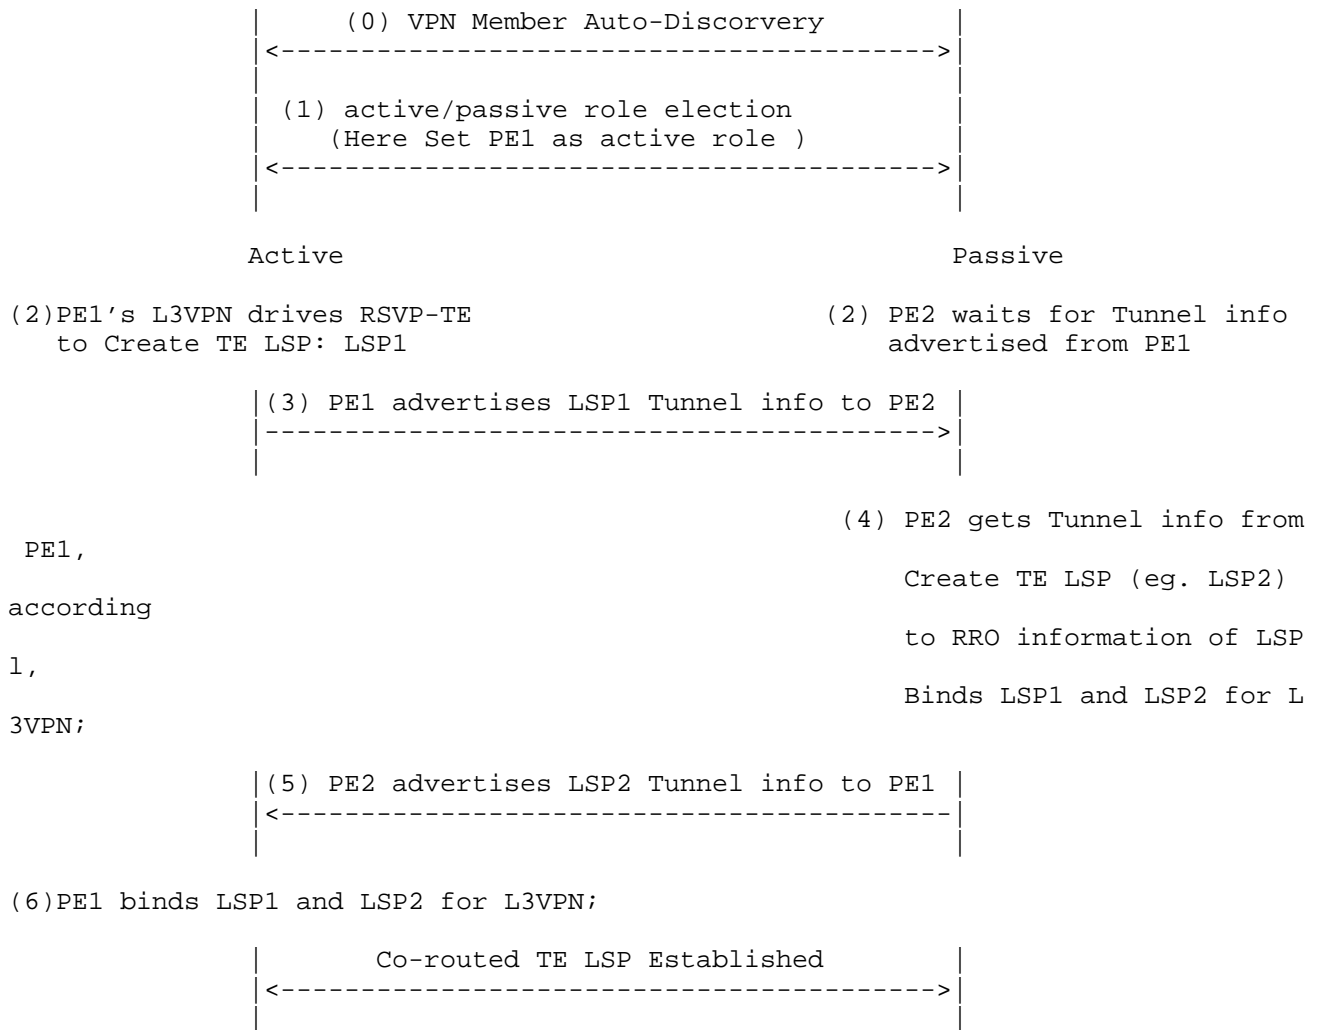 (0) VPN Member Auto-Discorvery
(1) active/passive role election
(Here Set PE1 as active role )
Active Passive
(2)PE1's L3VPN drives RSVP-TE (2) PE2 waits for Tunnel info
to Create TE LSP: LSP1 advertised from PE1
(3) PE1 advertises LSP1 Tunnel info to PE2
(4) PE2 gets Tunnel info from
PE1,
Create TE LSP (eg. LSP2)
according
to RRO information of LSP
1,
Binds LSP1 and LSP2 for L
3VPN;
(5) PE2 advertises LSP2 Tunnel info to PE1
(6)PE1 binds LSP1 and LSP2 for L3VPN;
Co-routed TE LSP Established